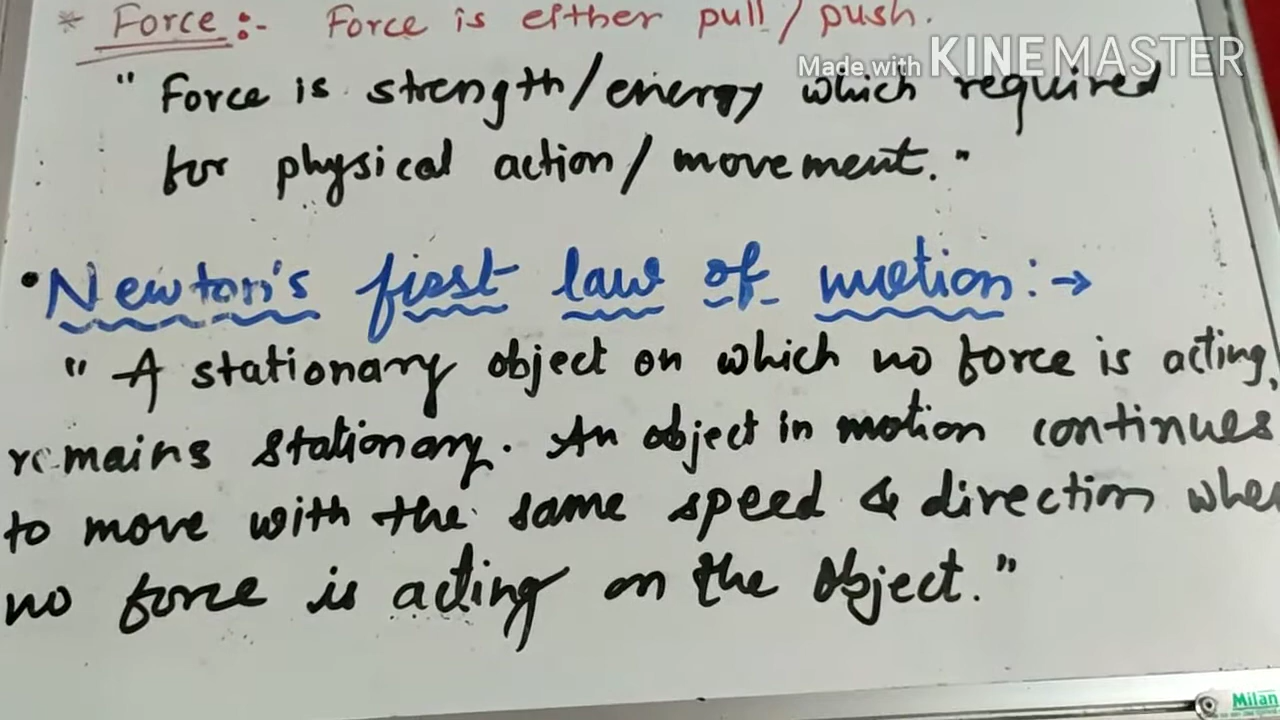 * Force :- Force is either pull / push.
Made with KINEMASTER
" Force is strength/energy which required
for physical action / movement."
• Newton's first law of motion :→
" A stationary object on which no force is acting,
remains stationary. An object in motion continues
to move with the same speed & direction when
no force is acting on the object."
Milan